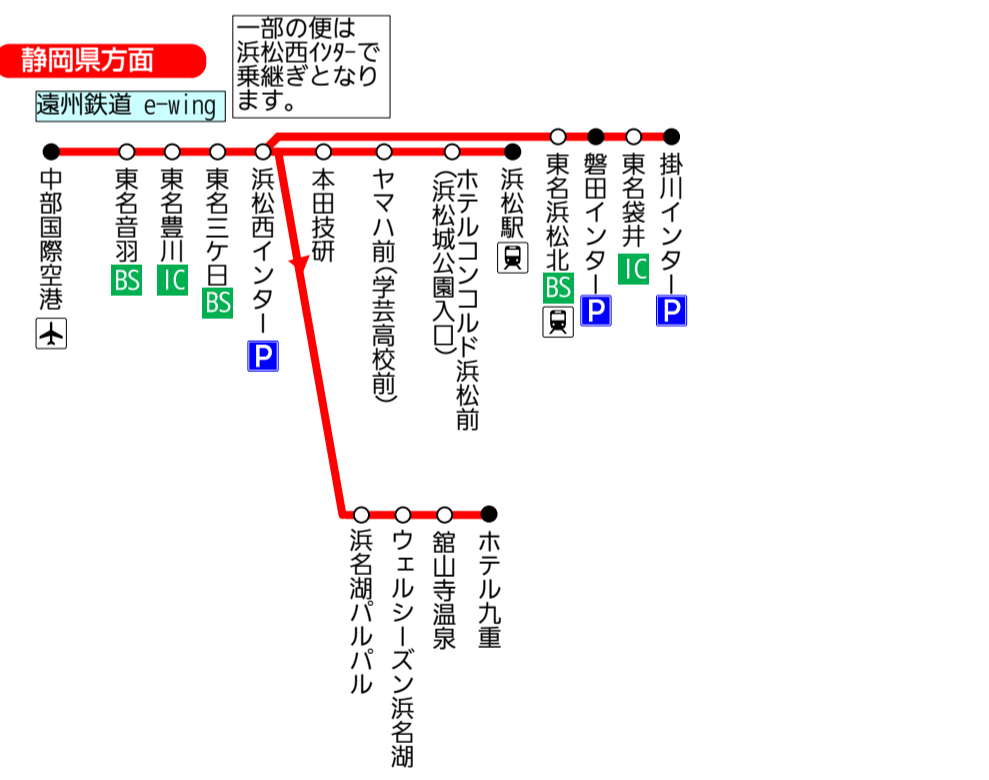 一部の便は
浜松西ｲﾝﾀｰで
乗継ぎとなり
ます。
静岡県方面
遠州鉄道 e-wing
中部国際空港
東名音羽
BS
東名豊川
IC
東名三ケ日
BS
浜松西インター
P
本田技研
ヤマハ前(学芸高校前)
ホテルコンコルド浜松前
(浜松城公園入口)
浜松駅
東名浜松北
BS
磐田インター
P
東名袋井
IC
掛川インター
P
浜名湖パルパル
ウェルシーズン浜名湖
舘山寺温泉
ホテル九重